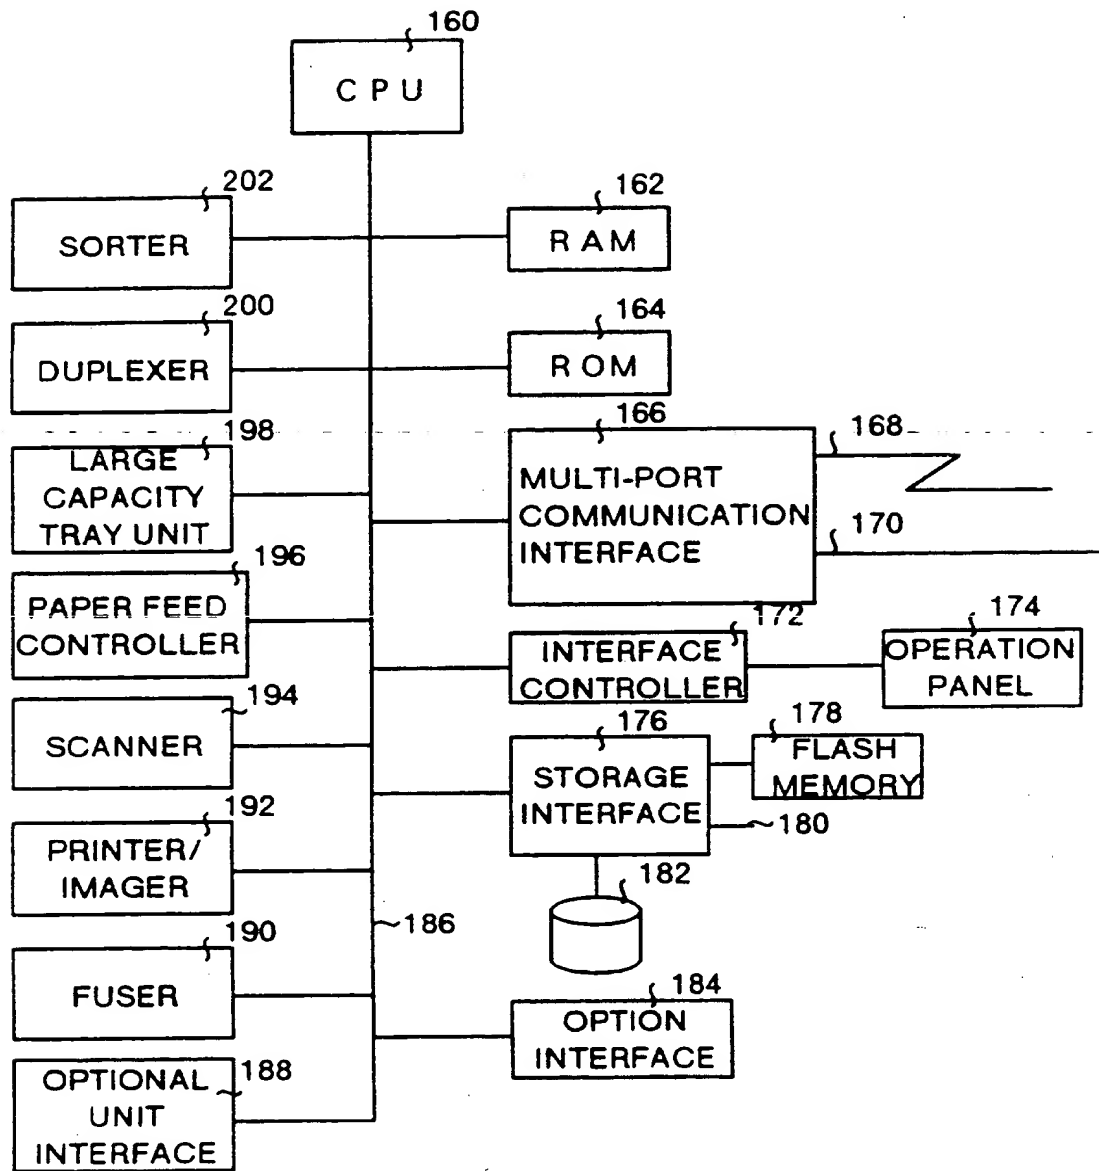 160
CPU
202
SORTER
162
RAM
200
DUPLEXER
164
ROM
198
LARGE
CAPACITY
TRAY UNIT
166
MULTI-PORT
COMMUNICATION
INTERFACE
168
170
196
PAPER FEED
CONTROLLER
172
INTERFACE
CONTROLLER
174
OPERATION
PANEL
194
SCANNER
176
STORAGE
INTERFACE
178
FLASH
MEMORY
180
182
192
PRINTER/
IMAGER
186
190
FUSER
184
OPTION
INTERFACE
188
OPTIONAL
UNIT
INTERFACE